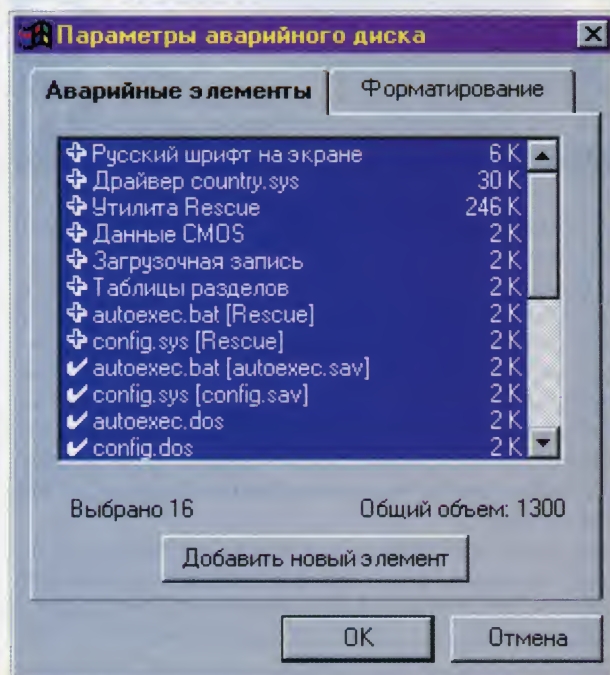 Параметры аварийного диска
Аварийные элементы Форматирование
Русский шрифт на экране 6 K
Драйвер country.sys 30 K
Утилита Rescue 246 K
Данные CMOS 2 K
Загрузочная запись 2 K
Таблицы разделов 2 K
autoexec.bat [Rescue] 2 K
config.sys [Rescue] 2 K
autoexec.bat [autoexec.sav] 2 K
config.sys [config.sav] 2 K
autoexec.dos 2 K
config.dos 2 K
Выбрано 16 Общий объем: 1300
Добавить новый элемент
OK Отмена